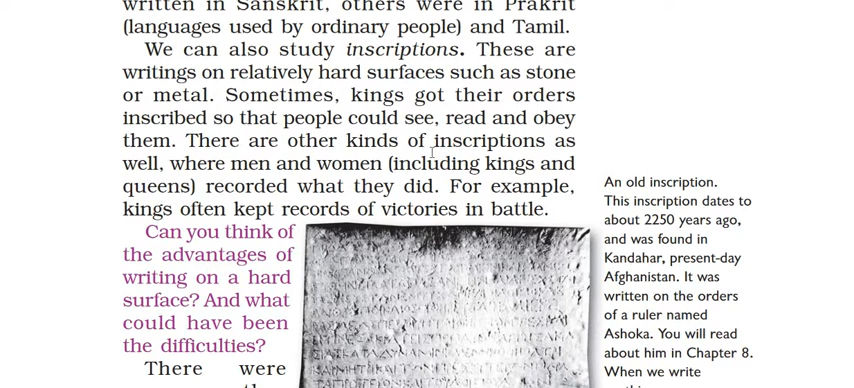 written in Sanskrit, others were in Prakrit
(languages used by ordinary people) and Tamil.
We can also study inscriptions. These are
writings on relatively hard surfaces such as stone
or metal. Sometimes, kings got their orders
inscribed so that people could see, read and obey
them. There are other kinds of inscriptions as
well, where men and women (including kings and
queens) recorded what they did. For example,
kings often kept records of victories in battle.
Can you think of
the advantages of
writing on a hard
surface? And what
could have been
the difficulties?
There were
An old inscription.
This inscription dates to
about 2250 years ago,
and was found in
Kandahar, present-day
Afghanistan. It was
written on the orders
of a ruler named
Ashoka. You will read
about him in Chapter 8.
When we write